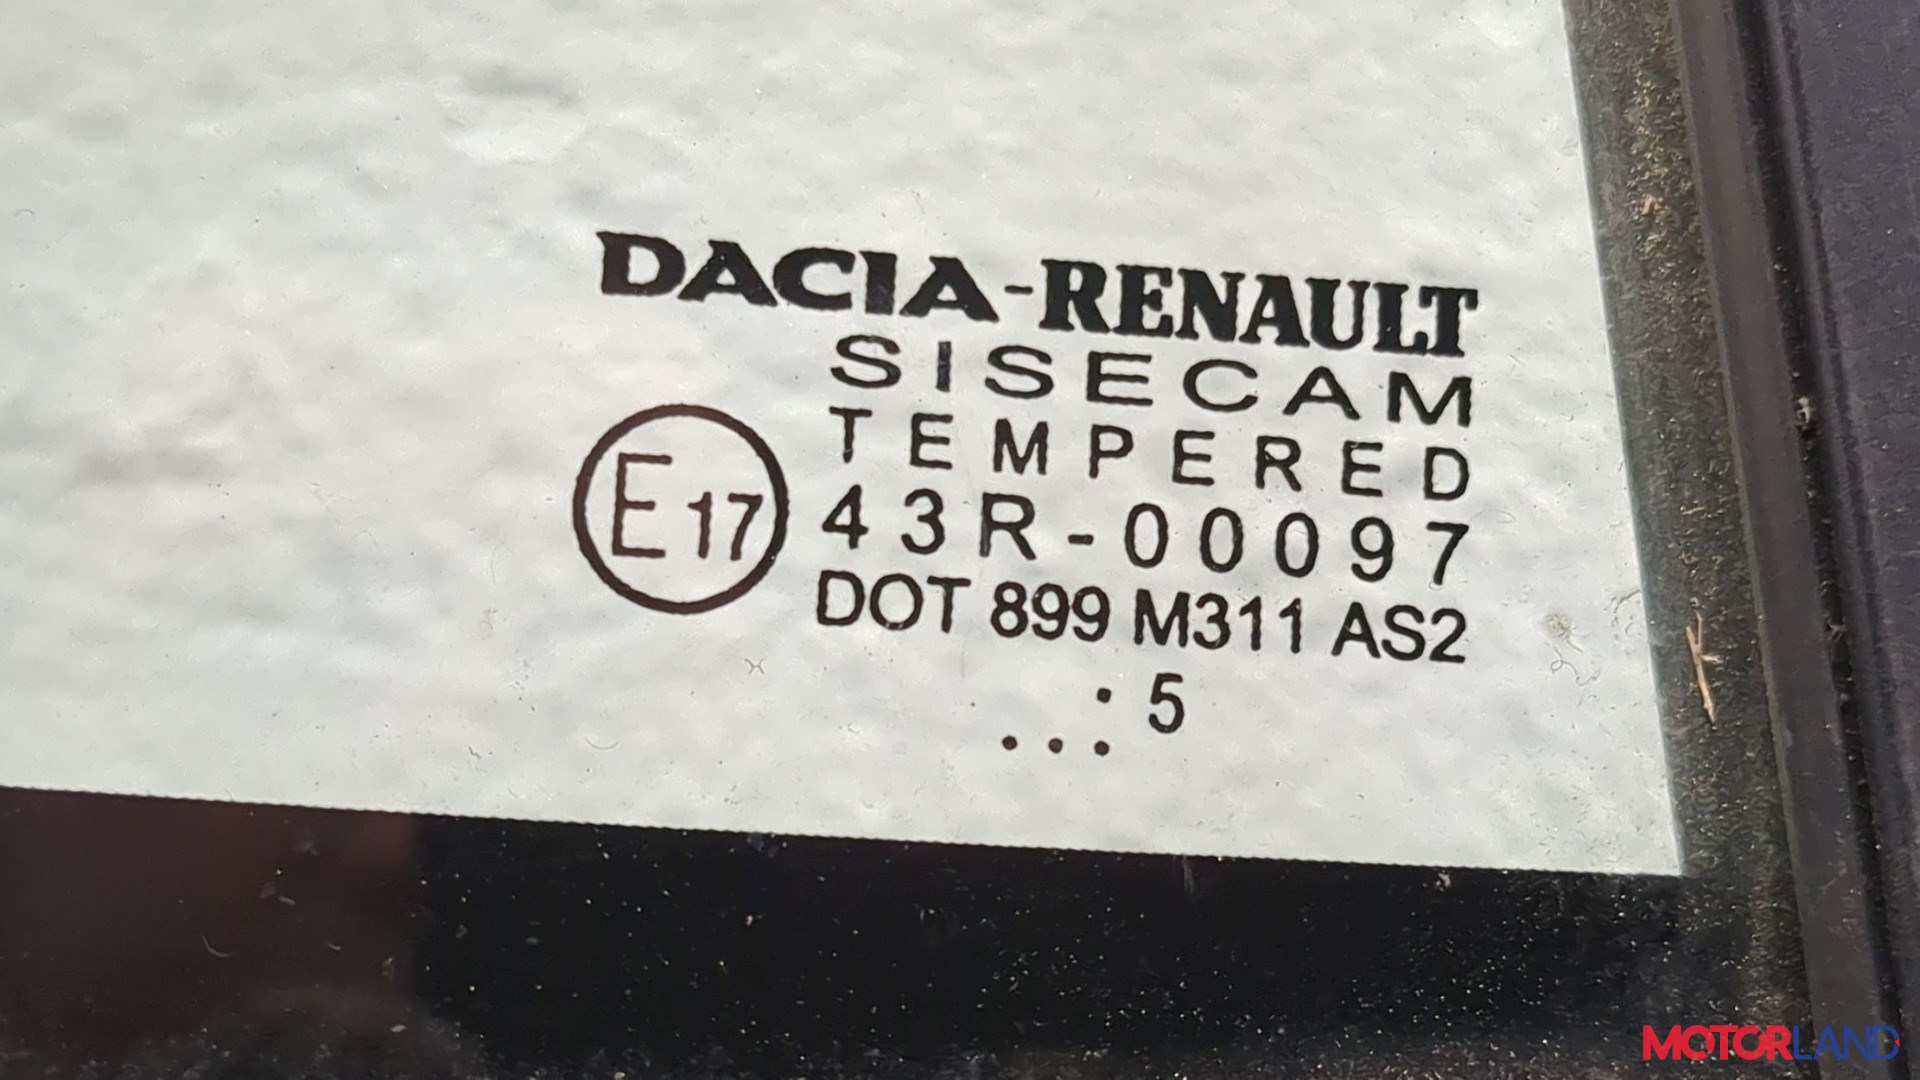 DACIA-RENAULT
SISECAM
TEMPERED
E17 43R-00097
DOT 899 M311 AS2
...: 5
MOTORLAND